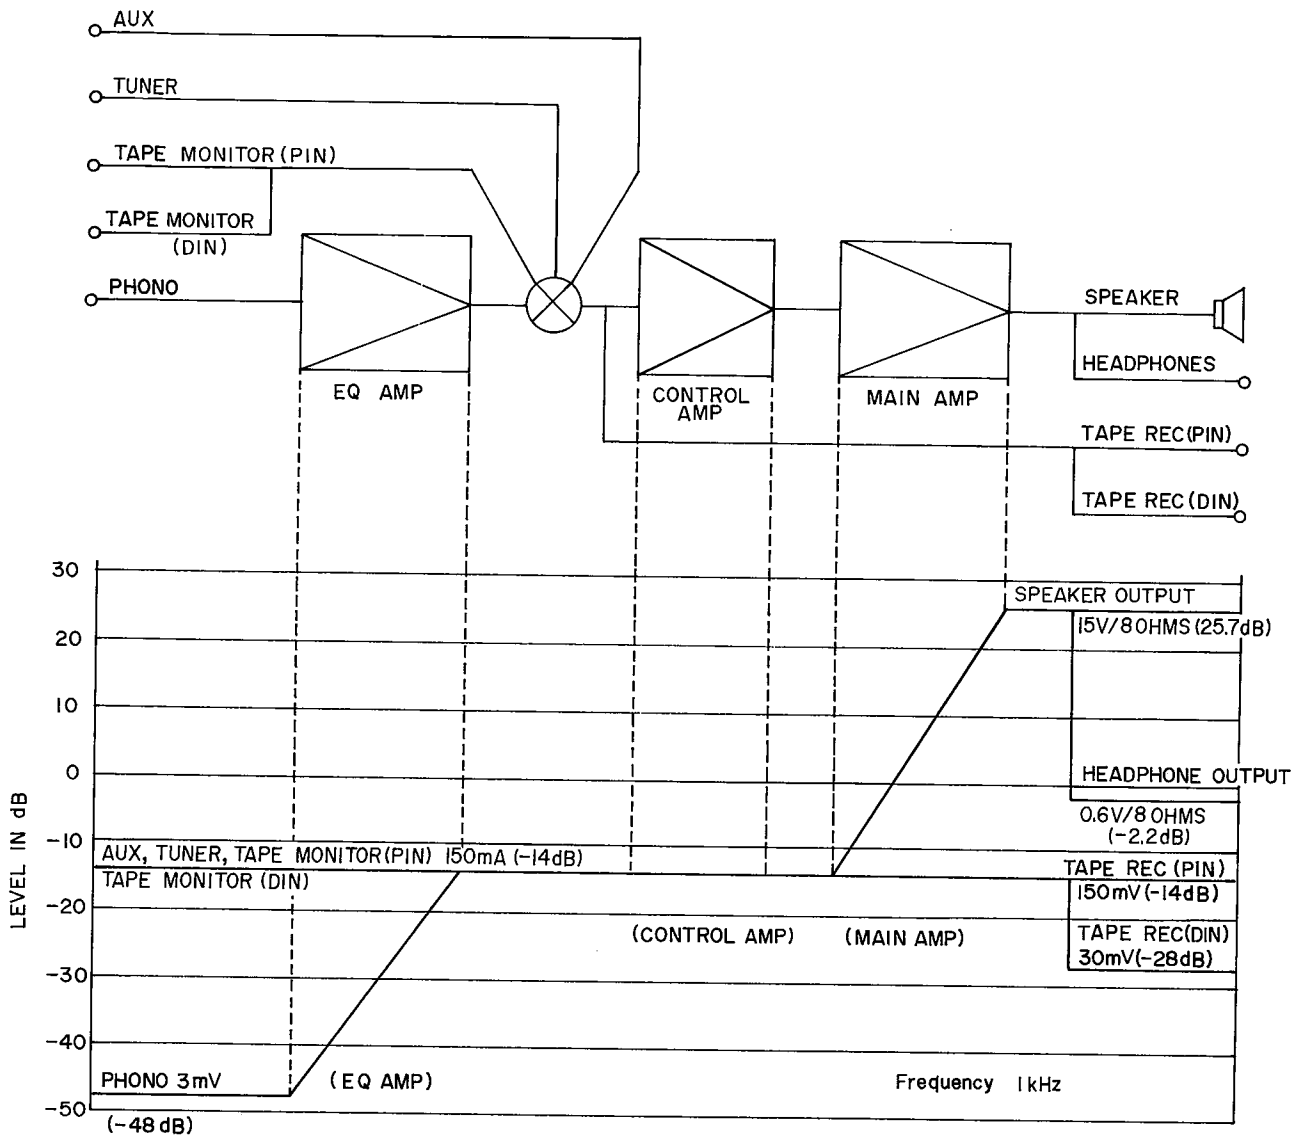 AUX
TUNER
TAPE MONITOR (PIN)
TAPE MONITOR
(DIN)
PHONO
SPEAKER
HEADPHONES
EQ AMP
CONTROL
AMP
MAIN AMP
TAPE REC (PIN)
TAPE REC (DIN)
30
SPEAKER OUTPUT
15V/8 OHMS (25.7dB)
20
10
0
HEADPHONE OUTPUT
0.6V/8 OHMS
(-2.2dB)
LEVEL IN dB
-10
AUX, TUNER, TAPE MONITOR (PIN) 150mA (-14dB)
TAPE REC (PIN)
TAPE MONITOR (DIN)
150mV (-14dB)
-20
(CONTROL AMP)
(MAIN AMP)
TAPE REC (DIN)
30mV (-28dB)
-30
-40
PHONO 3mV
(EQ AMP)
Frequency 1kHz
-50
(-48dB)